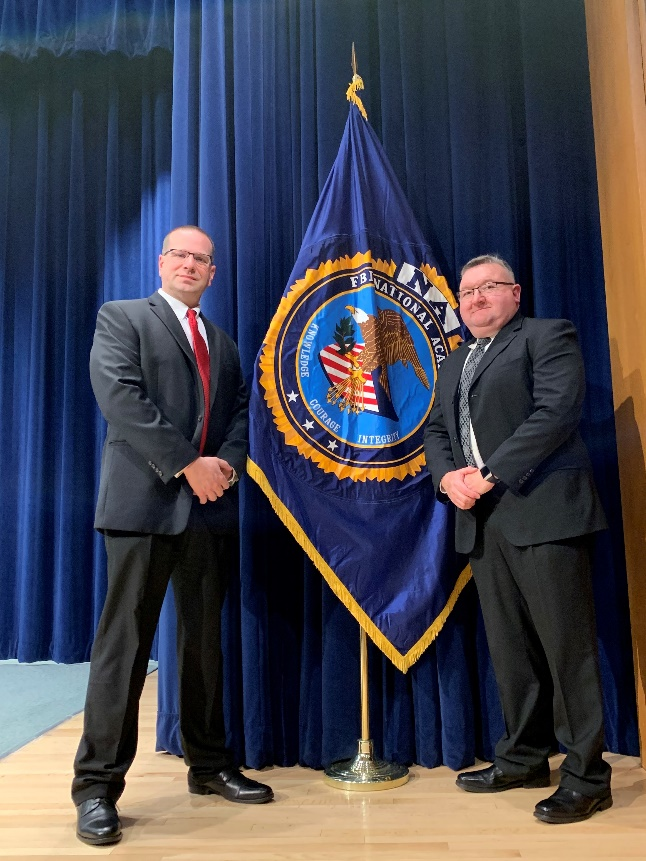 FBI NATIONAL ACA
NA
KNOWLEDGE
COURAGE
INTEGRITY